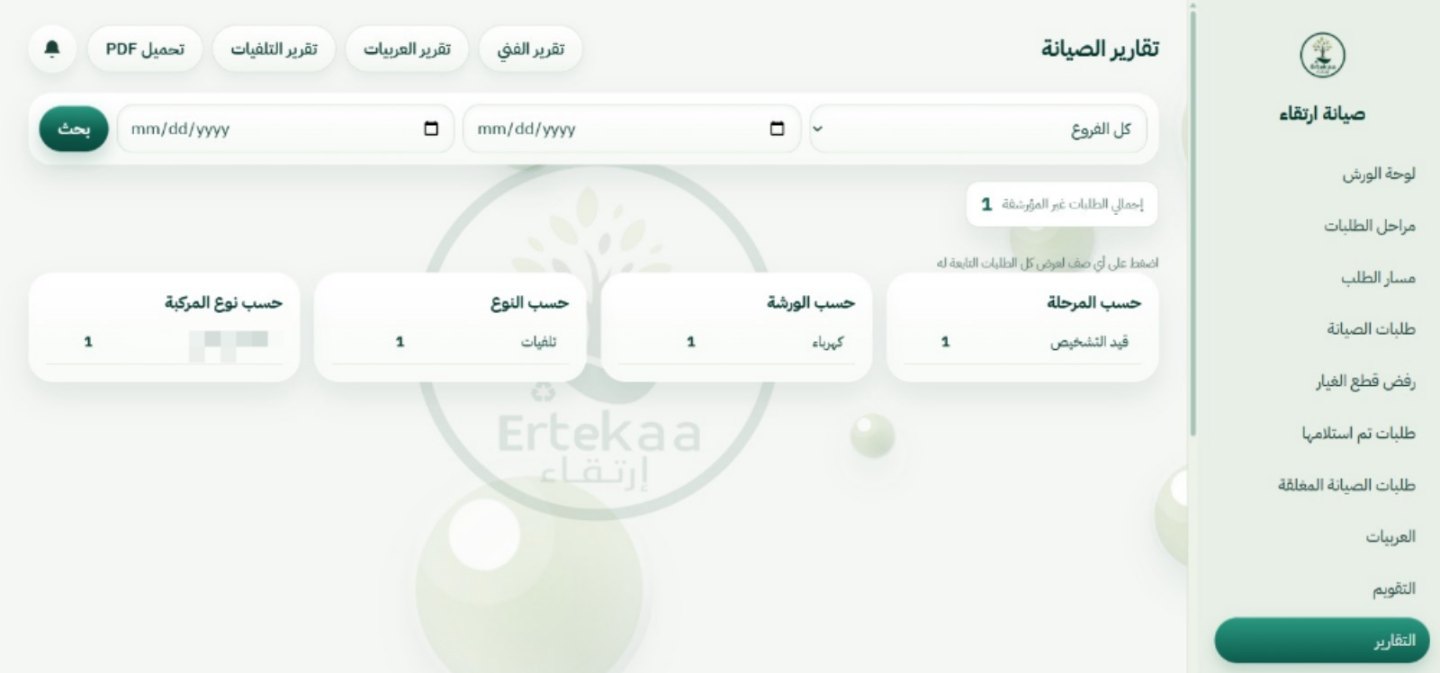 Ertekaa
صيانة ارتقاء
لوحة الورش
مراحل الطلبات
مسار الطلب
طلبات الصيانة
رفض قطع الغيار
طلبات تم استلامها
طلبات الصيانة المغلقة
العربيات
التقويم
التقارير
تقارير الصيانة
تقرير الفني
تقرير العربيات
تقرير التلفيات
تحميل PDF
كل الفروع
mm/dd/yyyy
mm/dd/yyyy
بحث
إجمالي الطلبات غير المؤرشفة 1
اضغط على أي صف لعرض كل الطلبات التابعة له
حسب المرحلة
قيد التشخيص 1
حسب الورشة
كهرباء 1
حسب النوع
تلفيات 1
حسب نوع المركبة
1
Ertekaa
إرتقاء